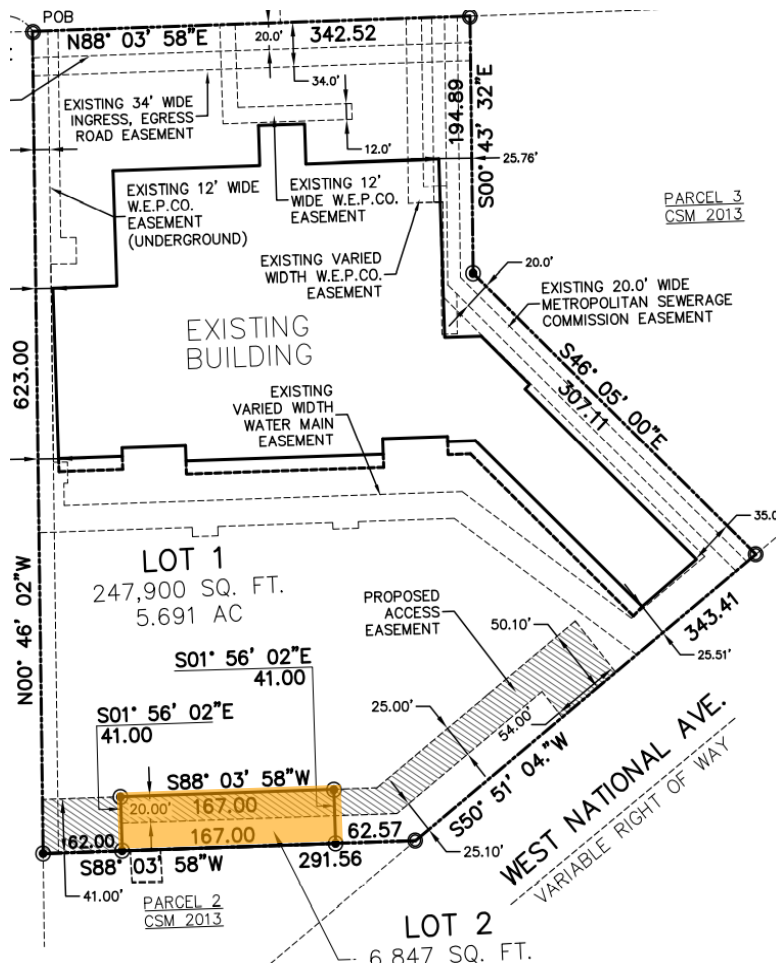 POB
E
N88° 03' 58"E
342.52
20.0'
34.0'
EXISTING 34' WIDE
INGRESS, EGRESS
ROAD EASEMENT
12.0'
194.89
S00° 43' 32"E
25.76'
PARCEL 3
CSM 2013
EXISTING 12' WIDE
W.E.P.CO.
EASEMENT
(UNDERGROUND)
EXISTING 12'
WIDE W.E.P.CO.
EASEMENT
EXISTING VARIED
WIDTH W.E.P.CO.
EASEMENT
20.0'
EXISTING 20.0' WIDE
METROPOLITAN SEWERAGE
COMMISSION EASEMENT
EXISTING
BUILDING
623.00
N00° 46' 02"W
S46° 05' 00"E
307.11
EXISTING
VARIED WIDTH
WATER MAIN
EASEMENT
35.0
LOT 1
247,900 SQ. FT.
5.691 AC
PROPOSED
ACCESS
EASEMENT
50.10'
343.41
25.51'
S01° 56' 02"E
41.00
S01° 56' 02"E
41.00
25.00'
54.00'
S50° 51' 04."W
WEST NATIONAL AVE.
VARIABLE RIGHT OF WAY
S88° 03' 58"W
20.00'
167.00
62.00
167.00
62.57
25.10'
S88° 03' 58"W
291.56
41.00'
PARCEL 2
CSM 2013
LOT 2
6,847 SQ. FT.